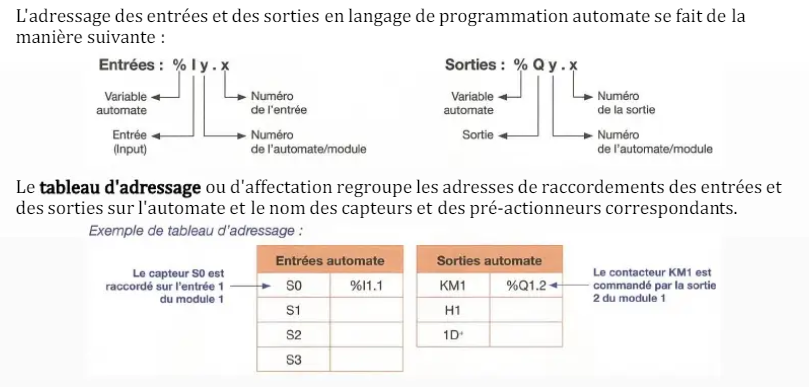 L'adressage des entrées et des sorties en langage de programmation automate se fait de la
manière suivante :
Entrées : % I y . x
Variable
automate
Numéro
de l'entrée
Entrée
(Input)
Numéro
de l'automate/module
Sorties : % Q y . x
Variable
automate
Numéro
de la sortie
Sortie
Numéro
de l'automate/module
Le tableau d'adressage ou d'affectation regroupe les adresses de raccordements des entrées et
des sorties sur l'automate et le nom des capteurs et des pré-actionneurs correspondants.
Exemple de tableau d'adressage :
Le capteur S0 est
raccordé sur l'entrée 1
du module 1
Entrées automate
S0 %I1.1
S1
S2
S3
Sorties automate
KM1 %Q1.2
H1
1D+
Le contacteur KM1 est
commandé par la sortie
2 du module 1